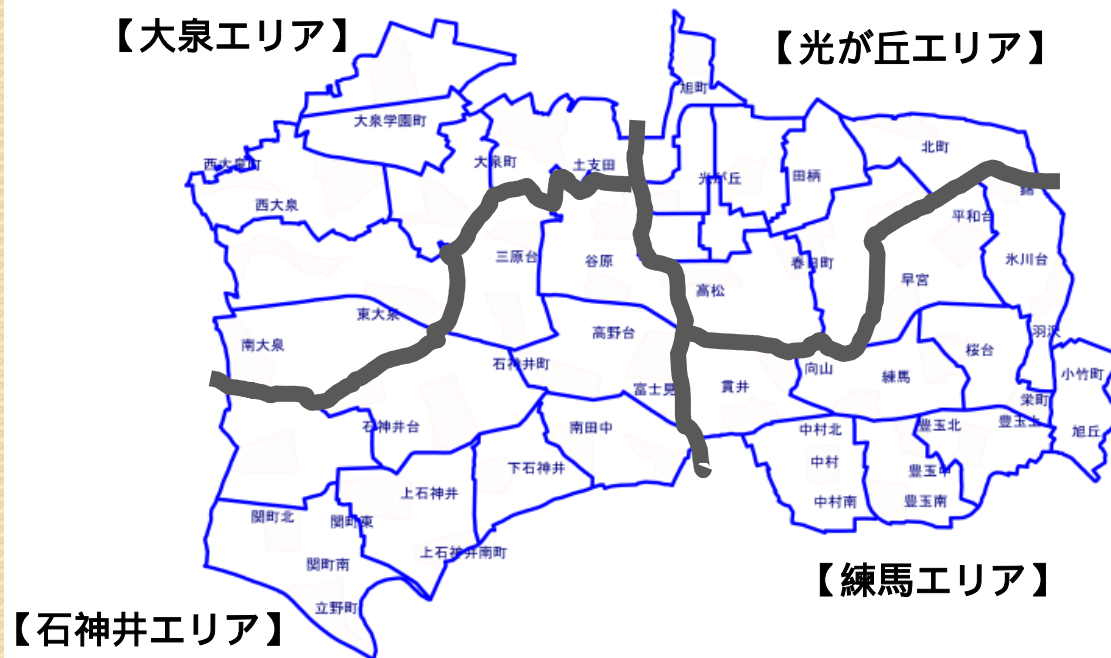 【大泉エリア】
【光が丘エリア】
旭町
大泉学園町
北町
西大泉町
大泉町
土支田
光が丘
田柄
西大泉
平和台
三原台
谷原
春日町
氷川台
早宮
高松
東大泉
南大泉
高野台
羽沢
桜台
石神井町
向山
練馬
小竹町
富士見
貫井
栄町
石神井台
南田中
中村北
豊玉北
豊玉上
旭丘
下石神井
中村
豊玉中
上石神井
中村南
豊玉南
関町北
関町東
上石神井南町
関町南
【練馬エリア】
立野町
【石神井エリア】